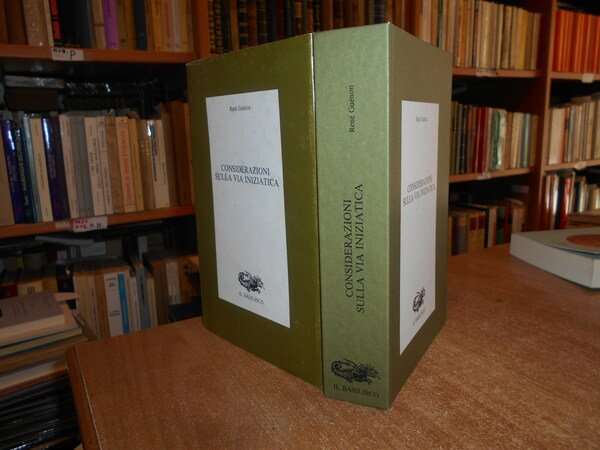 René Guénon
CONSIDERAZIONI
SULLA VIA INIZIATICA
IL BASILISCO
René Guénon
CONSIDERAZIONI
SULLA VIA INIZIATICA
IL BASILISCO
René Guénon
CONSIDERAZIONI
SULLA VIA INIZIATICA
IL BASILISCO
P